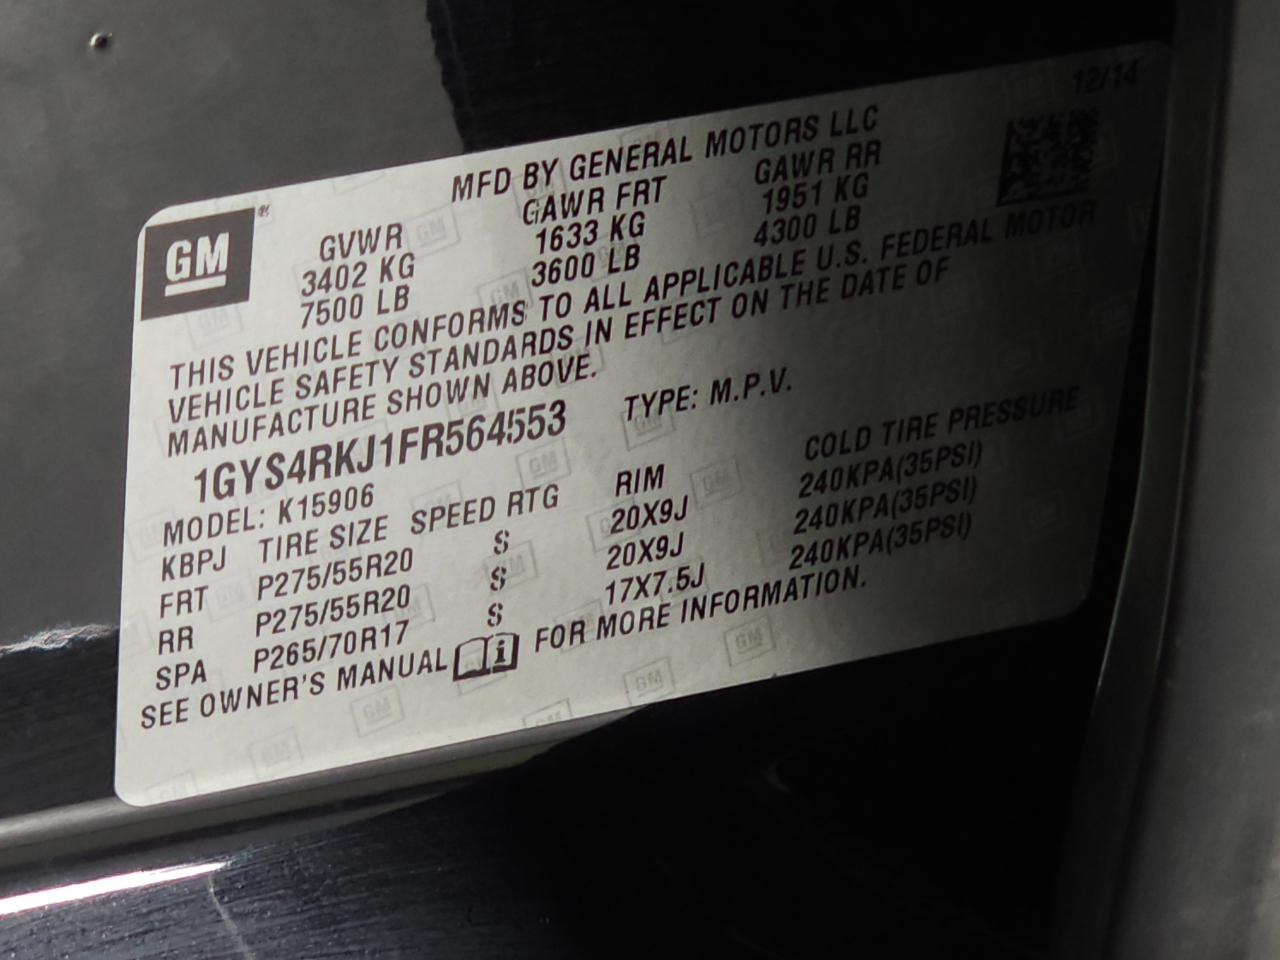 12/14
MFD BY GENERAL MOTORS LLC
GM ®
GVWR GAWR FRT GAWR RR
3402 KG 1633 KG 1951 KG
7500 LB 3600 LB 4300 LB
THIS VEHICLE CONFORMS TO ALL APPLICABLE U.S. FEDERAL MOTOR
VEHICLE SAFETY STANDARDS IN EFFECT ON THE DATE OF
MANUFACTURE SHOWN ABOVE.
1GYS4RKJ1FR564553 TYPE: M.P.V.
MODEL: K15906
KBPJ TIRE SIZE SPEED RTG RIM COLD TIRE PRESSURE
FRT P275/55R20 S 20X9J 240KPA(35PSI)
RR P275/55R20 S 20X9J 240KPA(35PSI)
SPA P265/70R17 S 17X7.5J 240KPA(35PSI)
SEE OWNER'S MANUAL i FOR MORE INFORMATION.